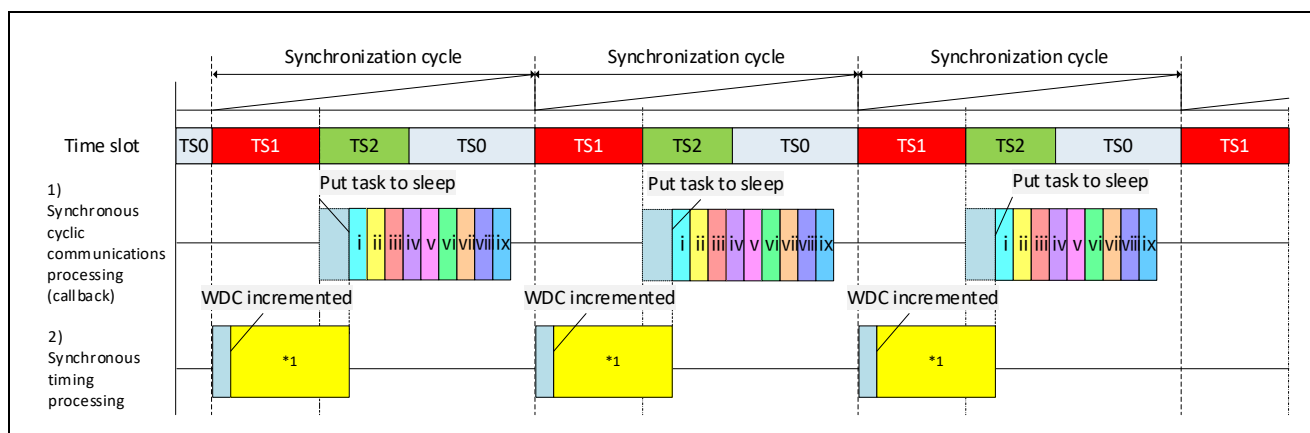 Synchronization cycle Synchronization cycle Synchronization cycle
Time slot TS0 TS1 TS2 TS0 TS1 TS2 TS0 TS1 TS2 TS0 TS1
Put task to sleep Put task to sleep Put task to sleep
1)
Synchronous
cyclic
communications
processing
(callback)
i ii iii iv v vi vii viii ix i ii iii iv v vi vii viii ix i ii iii iv v vi vii viii ix
WDC incremented WDC incremented WDC incremented
2)
Synchronous
timing
processing
*1 *1 *1